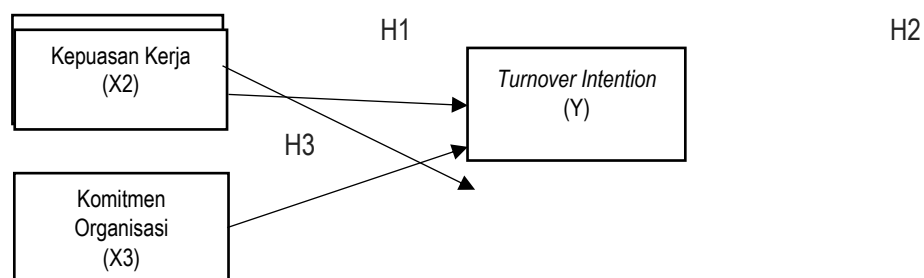 H1
H2
Kepuasan Kerja
(X2)
Turnover Intention
(Y)
H3
Komitmen
Organisasi
(X3)